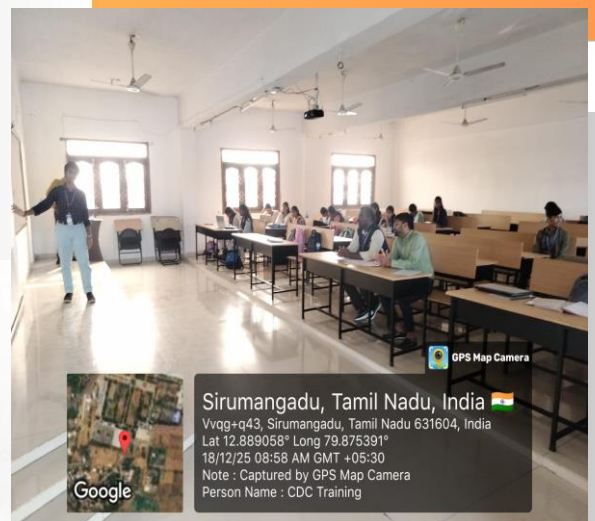 GPS Map Camera
Sirumangadu, Tamil Nadu, India 🇮🇳
Vvqg+q43, Sirumangadu, Tamil Nadu 631604, India
Lat 12.889058° Long 79.875391°
18/12/25 08:58 AM GMT +05:30
Note : Captured by GPS Map Camera
Person Name : CDC Training
Google